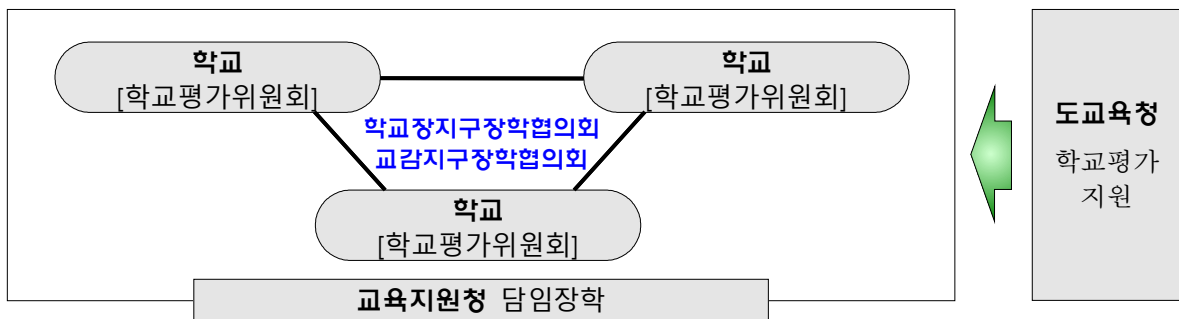 학교
[학교평가위원회]
학교
[학교평가위원회]
학교장지구장학협의회
교감지구장학협의회
학교
[학교평가위원회]
교육지원청 담임장학
도교육청
학교평가
지원